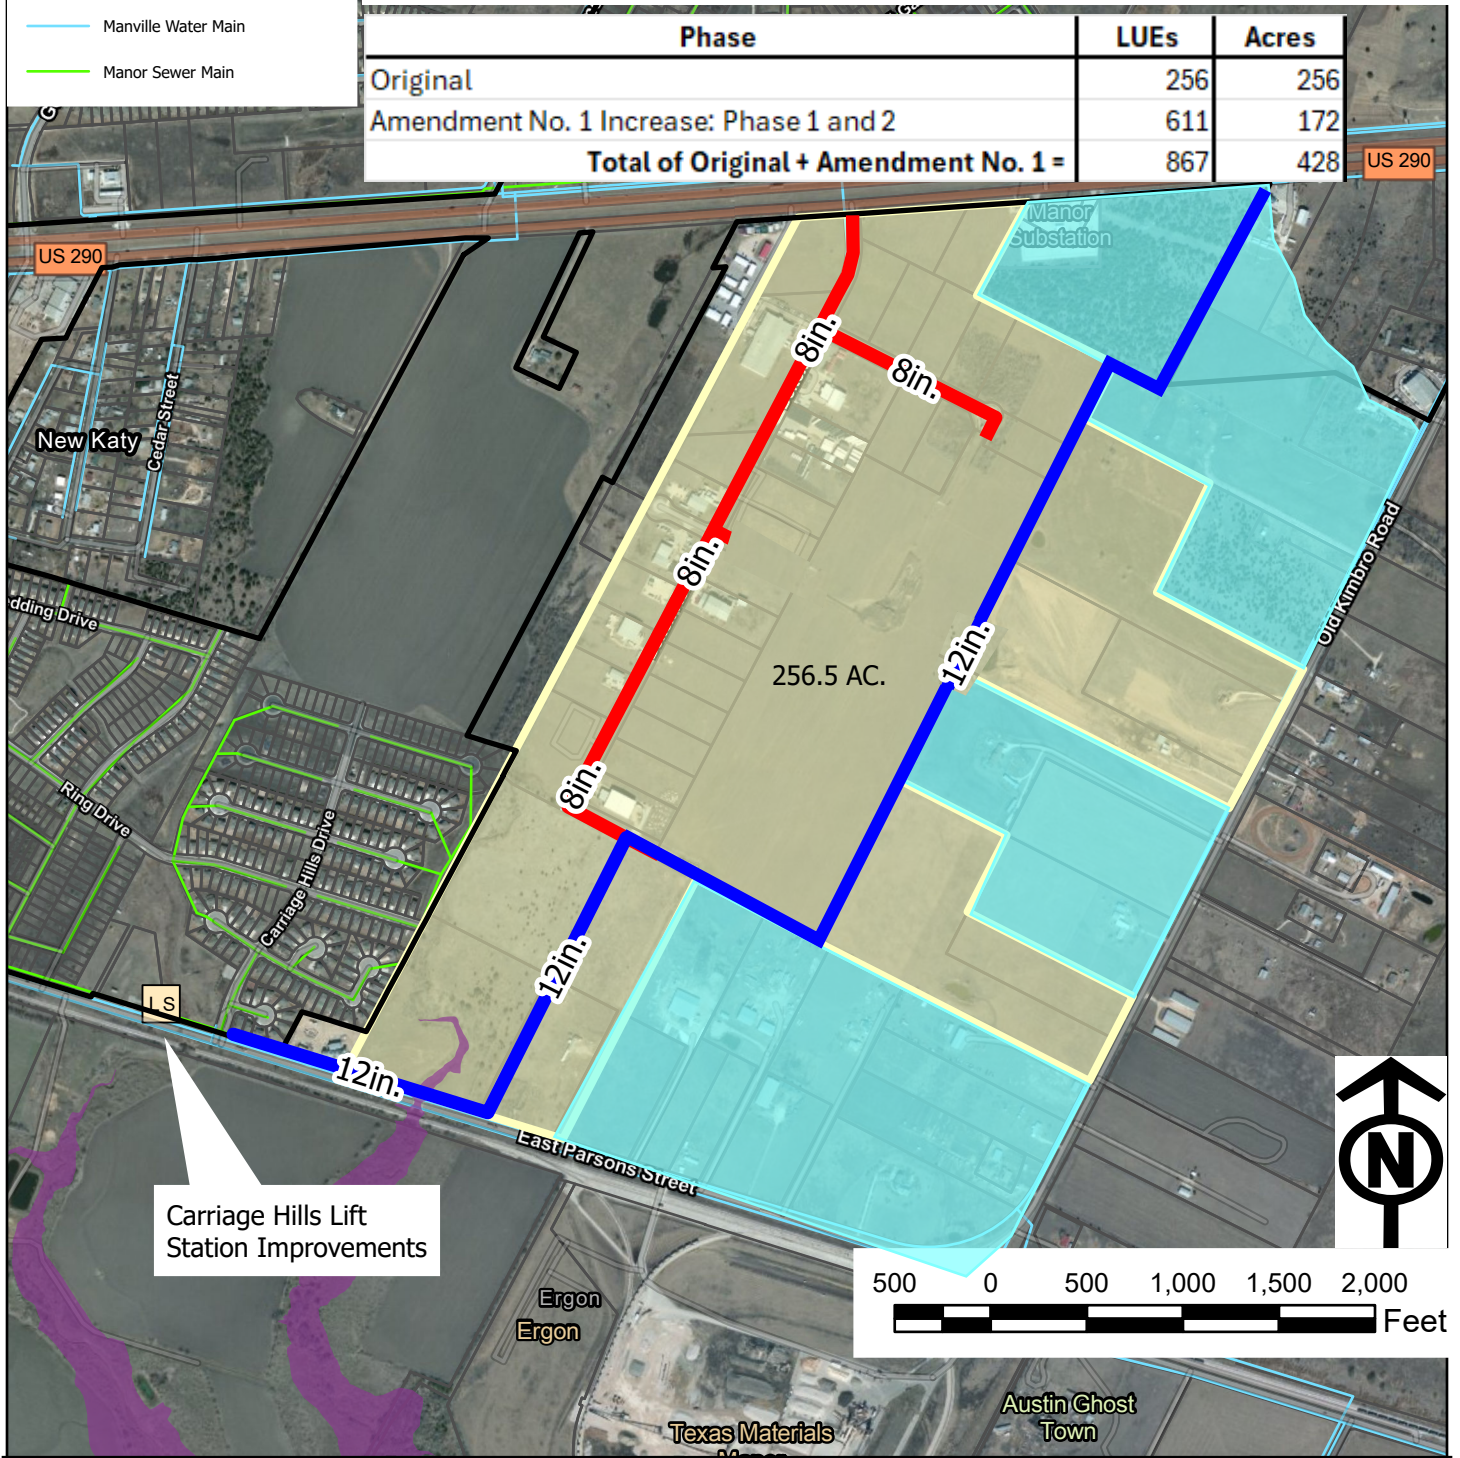 Manville Water Main
Manor Sewer Main
Phase LUEs Acres
Original 256 256
Amendment No. 1 Increase: Phase 1 and 2 611 172
Total of Original + Amendment No. 1 = 867 428
US 290
US 290
Manor
Substation
8in.
8in.
New Katy
Cedar Street
8in.
Old Kimbro Road
edding Drive
12in.
256.5 AC.
8in.
Ring Drive
Carriage Hills Drive
12in.
L S
12in.
East Parsons Street
N
Carriage Hills Lift
Station Improvements
500 0 500 1,000 1,500 2,000
Feet
Ergon
Ergon
Austin Ghost
Town
Texas Materials